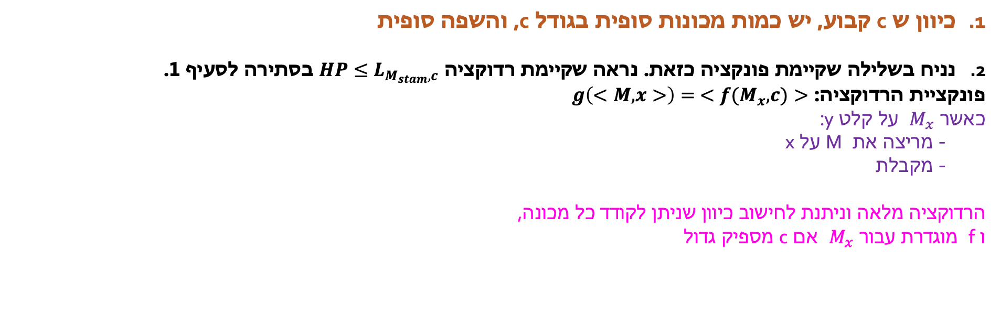 1. כיוון ש c קבוע, יש כמות מכונות סופית בגודל c, והשפה סופית
2. נניח בשלילה שקיימת פונקציה כזאת. נראה שקיימת רדוקציה HP ≤ L_{M_{stam},c} בסתירה לסעיף 1.
פונקציית הרדוקציה: g(< M,x >) = < f(M_x,c) >
כאשר M_x על קלט y:
- מריצה את M על x
- מקבלת
הרדוקציה מלאה וניתנת לחישוב כיוון שניתן לקודד כל מכונה,
ו f מוגדרת עבור M_x אם c מספיק גדול